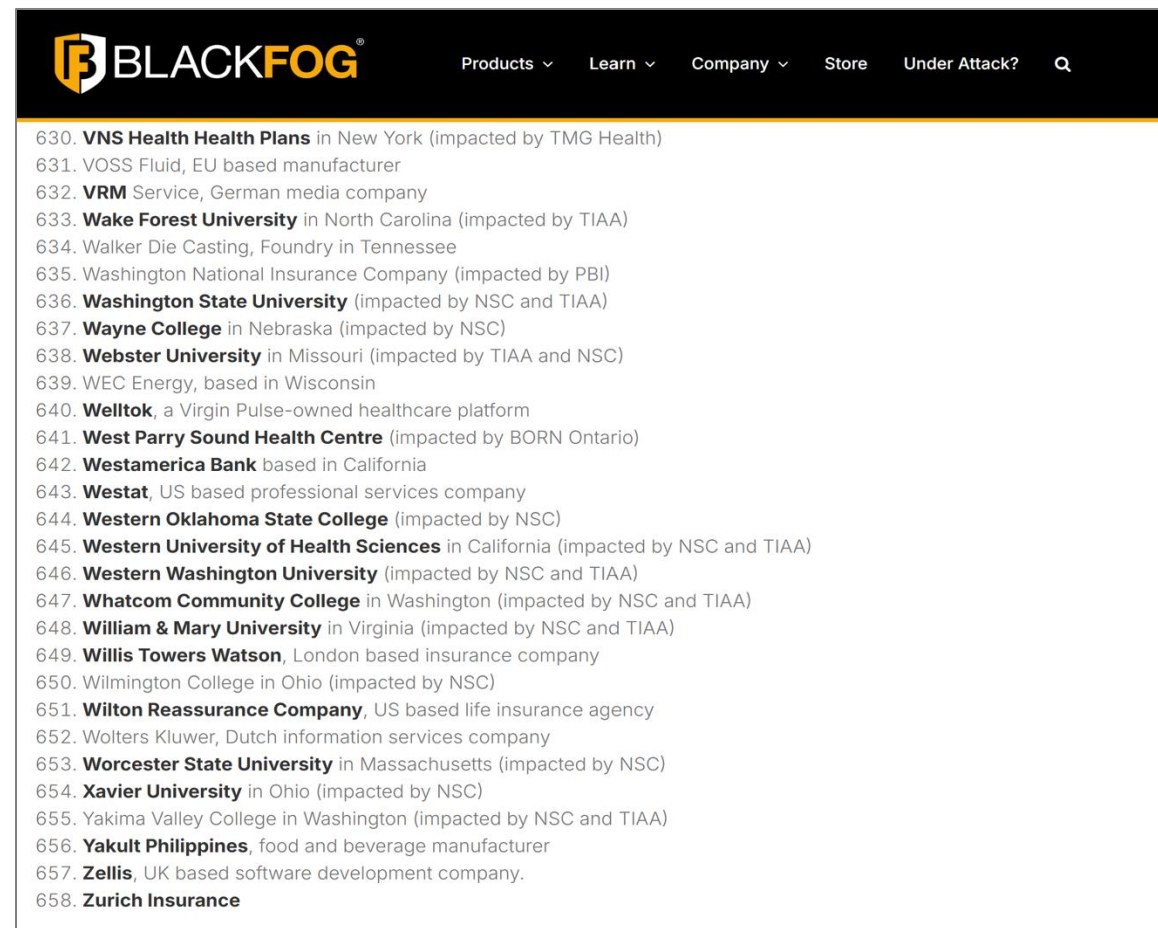 BLACKFOG®
Products Learn Company Store Under Attack?
630. VNS Health Health Plans in New York (impacted by TMG Health)
631. VOSS Fluid, EU based manufacturer
632. VRM Service, German media company
633. Wake Forest University in North Carolina (impacted by TIAA)
634. Walker Die Casting, Foundry in Tennessee
635. Washington National Insurance Company (impacted by PBI)
636. Washington State University (impacted by NSC and TIAA)
637. Wayne College in Nebraska (impacted by NSC)
638. Webster University in Missouri (impacted by TIAA and NSC)
639. WEC Energy, based in Wisconsin
640. Welltok, a Virgin Pulse-owned healthcare platform
641. West Parry Sound Health Centre (impacted by BORN Ontario)
642. Westamerica Bank based in California
643. Westat, US based professional services company
644. Western Oklahoma State College (impacted by NSC)
645. Western University of Health Sciences in California (impacted by NSC and TIAA)
646. Western Washington University (impacted by NSC and TIAA)
647. Whatcom Community College in Washington (impacted by NSC and TIAA)
648. William & Mary University in Virginia (impacted by NSC and TIAA)
649. Willis Towers Watson, London based insurance company
650. Wilmington College in Ohio (impacted by NSC)
651. Wilton Reassurance Company, US based life insurance agency
652. Wolters Kluwer, Dutch information services company
653. Worcester State University in Massachusetts (impacted by NSC)
654. Xavier University in Ohio (impacted by NSC)
655. Yakima Valley College in Washington (impacted by NSC and TIAA)
656. Yakult Philippines, food and beverage manufacturer
657. Zellis, UK based software development company.
658. Zurich Insurance